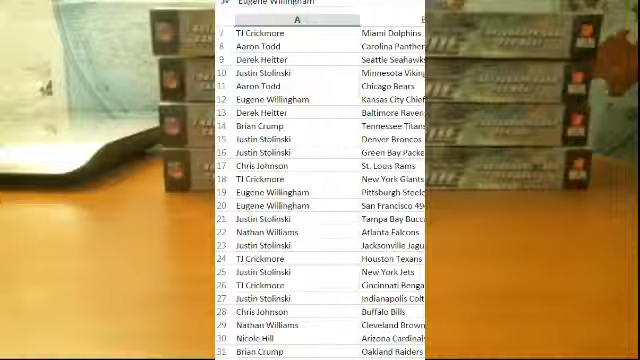 Eugene Willingham
A
7 TJ Crickmore Miami Dolphins
8 Aaron Todd Carolina Panther
9 Derek Heitter Seattle Seahawks
10 Justin Stolinski Minnesota Viking
11 Aaron Todd Chicago Bears
12 Eugene Willingham Kansas City Chief
13 Derek Heitter Baltimore Raven
14 Brian Crump Tennessee Titans
15 Justin Stolinski Denver Broncos
16 Justin Stolinski Green Bay Packe
17 Chris Johnson St. Louis Rams
18 TJ Crickmore New York Giants
19 Eugene Willingham Pittsburgh Steele
20 Eugene Willingham San Francisco 49
21 Justin Stolinski Tampa Bay Bucc
22 Nathan Williams Atlanta Falcons
23 Justin Stolinski Jacksonville Jagu
24 TJ Crickmore Houston Texans
25 Justin Stolinski New York Jets
26 TJ Crickmore Cincinnati Benga
27 Justin Stolinski Indianapolis Colt
28 Chris Johnson Buffalo Bills
29 Nathan Williams Cleveland Brown
30 Nicole Hill Arizona Cardinal
31 Brian Crump Oakland Raiders